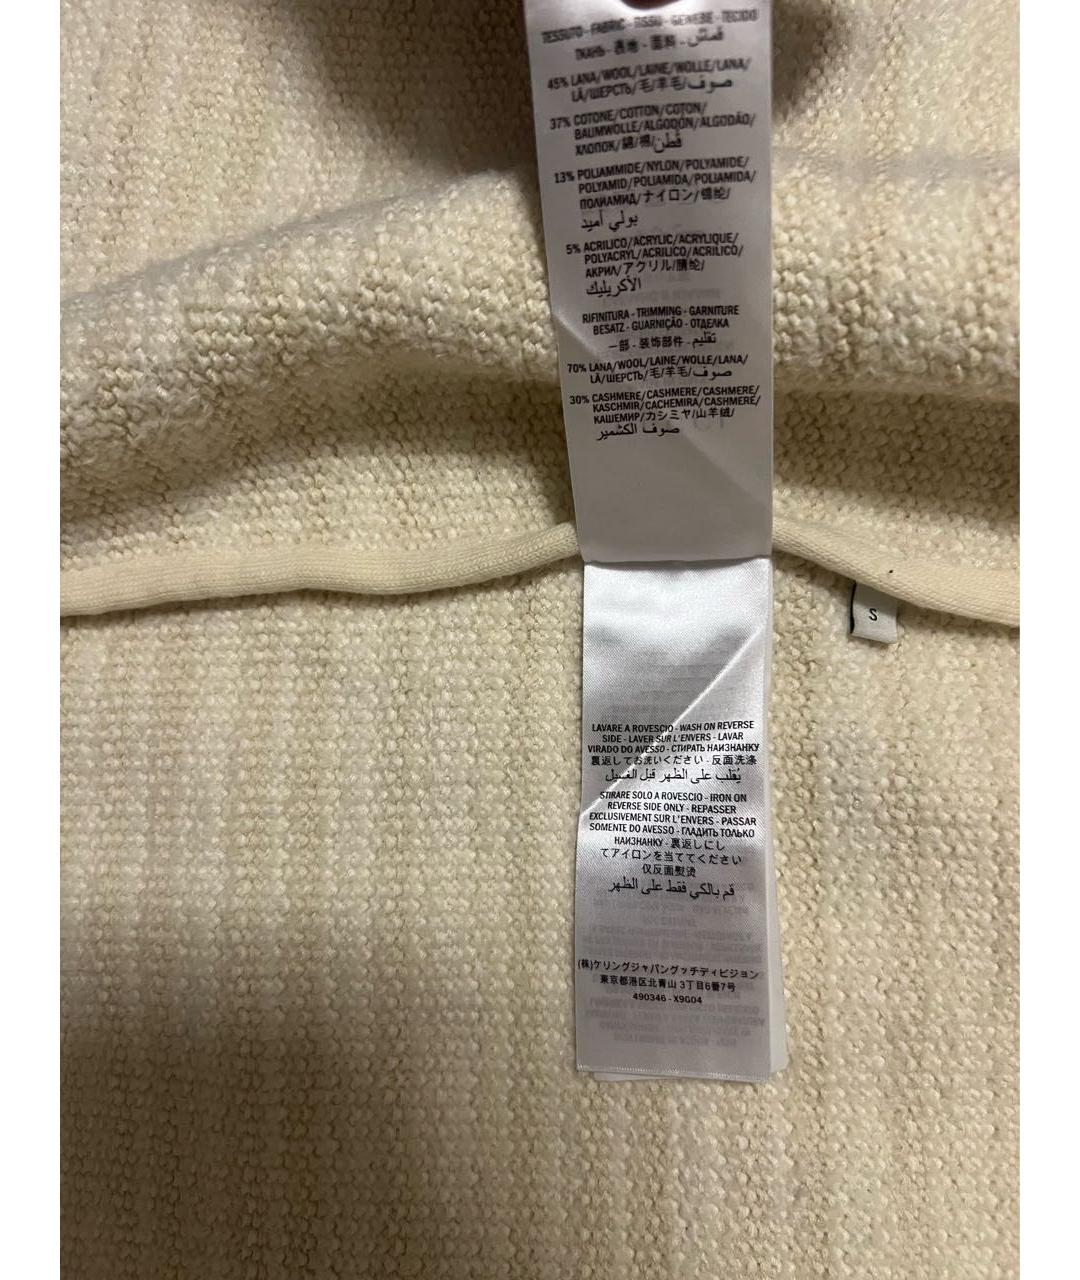 TESSUTO - FABRIC - TISSU - GEWEBE - TECIDO
ТКАНЬ - 表地 - 面料 - قماش
45% LANA/WOOL/LAINE/WOLLE/LANA/
LÃ/ШЕРСТЬ/毛/羊毛/صوف
37% COTONE/COTTON/COTON/
BAUMWOLLE/ALGODÓN/ALGODÃO/
ХЛОПОК/綿/棉/قطن
13% POLIAMMIDE/NYLON/POLYAMIDE/
POLYAMID/POLIAMIDA/POLIAMIDA/
ПОЛИАМИД/ナイロン/锦纶/
بولي أميد
5% ACRILICO/ACRYLIC/ACRYLIQUE/
POLYACRYL/ACRILICO/ACRILICO/
АКРИЛ/アクリル/腈纶/
الأكريليك
RIFINITURA - TRIMMING - GARNITURE
BESATZ - GUARNIÇÃO - ОТДЕЛКА
一部 - 装饰部件 - تقليم
70% LANA/WOOL/LAINE/WOLLE/LANA/
LÃ/ШЕРСТЬ/毛/羊毛/صوف
30% CASHMERE/CASHMERE/CASHMERE/
KASCHMIR/CACHEMIRA/CASHMERE/
КАШЕМИР/カシミヤ/山羊绒/
صوف الكشمير
S
LAVARE A ROVESCIO - WASH ON REVERSE
SIDE - LAVER SUR L'ENVERS - LAVAR
VIRADO DO AVESSO - СТИРАТЬ НАИЗНАНКУ
裏返してお洗いください - 反面洗涤
يُقلب على الظهر قبل الغسيل
STIRARE SOLO A ROVESCIO - IRON ON
REVERSE SIDE ONLY - REPASSER
EXCLUSIVEMENT SUR L'ENVERS - PASSAR
SOMENTE DO AVESSO - ГЛАДИТЬ ТОЛЬКО
НАИЗНАНКУ - 裏返しにし
てアイロンを当ててください
仅反面熨烫
قم بالكي فقط على الظهر
(株)ケリングジャパングッチディビジョン
東京都港区北青山3丁目6番7号
490346 - X9G04